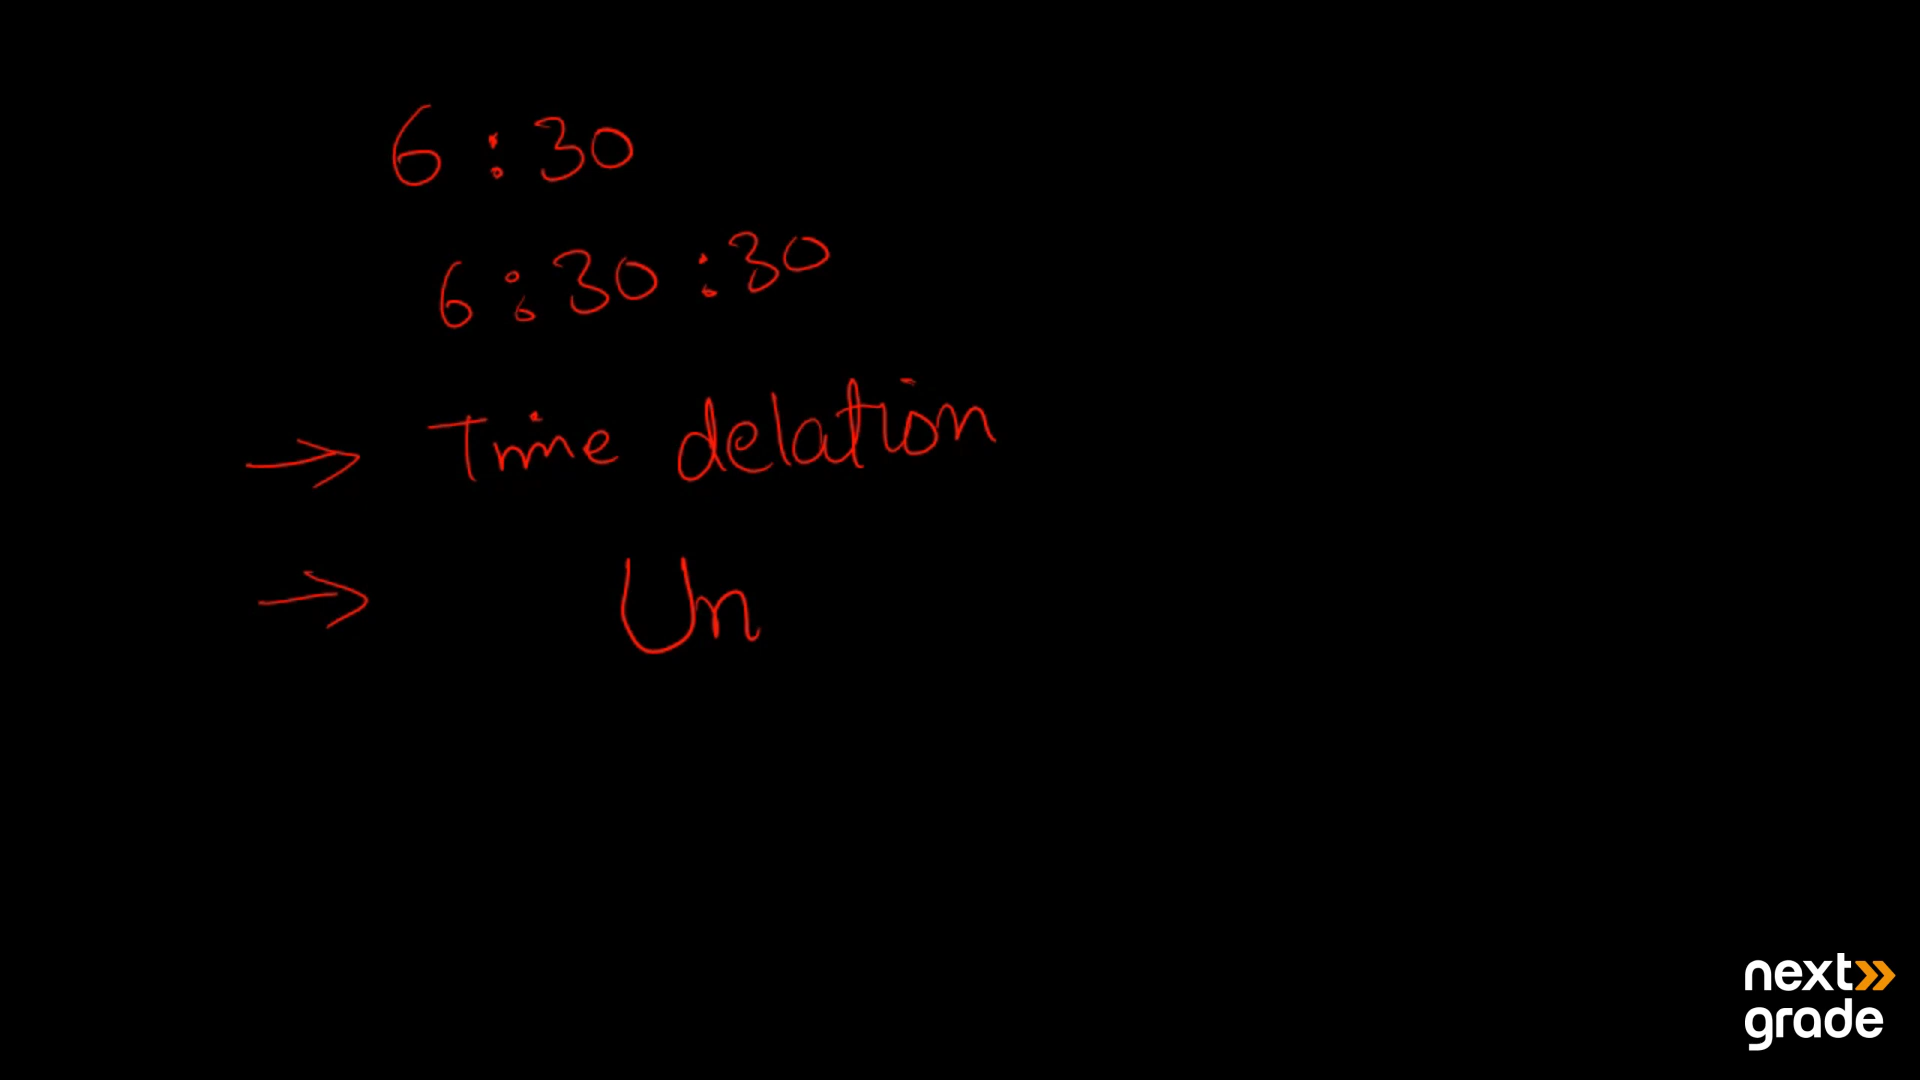 6 : 30
6 : 30 : 30
→ Time delation
→ Un
next
grade